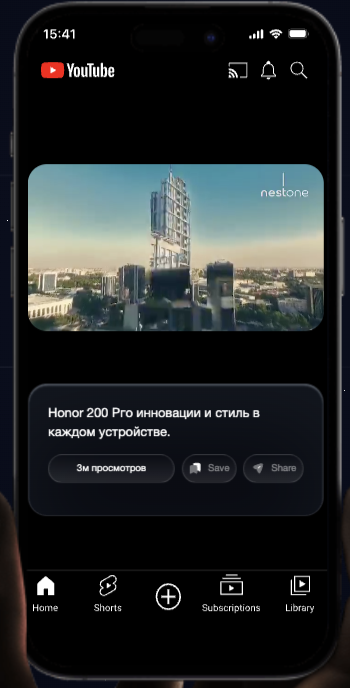 15:41
YouTube
nestone
Honor 200 Pro инновации и стиль в
каждом устройстве.
3м просмотров
Save
Share
Home
Shorts
Subscriptions
Library